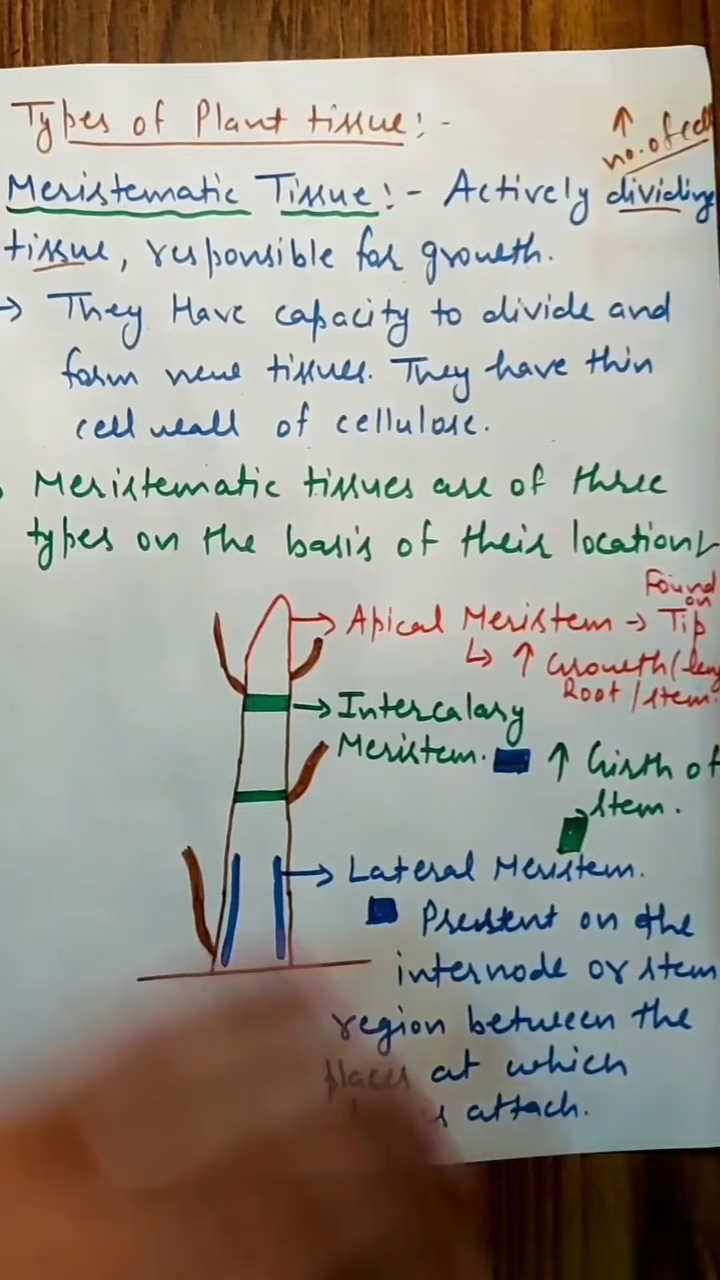 Types of Plant tissue:-
↑
no. of cell
Meristematic Tissue:- Actively dividing
tissue, responsible for growth.
→ They Have capacity to divide and
form new tissues. They have thin
cell wall of cellulose.
Meristematic tissues are of three
types on the basis of their location
Found on
→ Apical Meristem → Tip
↳ ↑ Growth (len
Root/stem.
→ Intercalary
Meristem.
↑ Girth of
stem.
→ Lateral Meristem.
Present on the
internode or stem
region between the
places at which
attach.